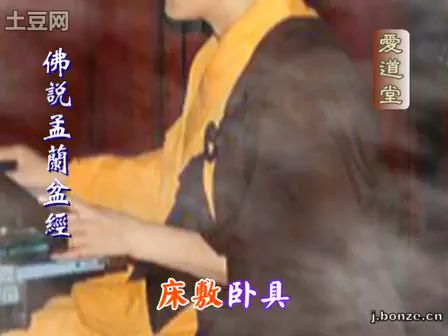 土豆网
愛道堂
佛說盂蘭盆經
床敷卧具
j.bonze.cn